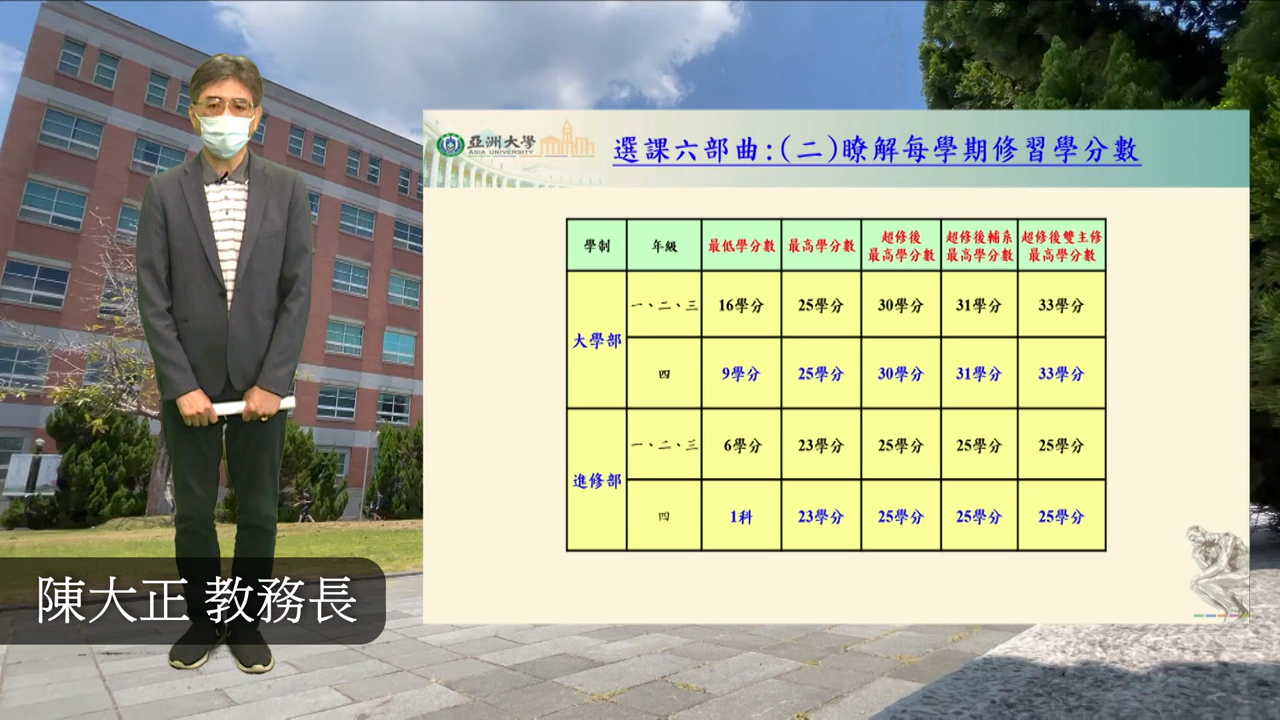 亞洲大學
ASIA UNIVERSITY
選課六部曲:(二)瞭解每學期修習學分數
學制 年級 最低學分數 最高學分數 超修後最高學分數 超修後輔系最高學分數 超修後雙主修最高學分數
大學部 一、二、三 16學分 25學分 30學分 31學分 33學分
四 9學分 25學分 30學分 31學分 33學分
進修部 一、二、三 6學分 23學分 25學分 25學分 25學分
四 1科 23學分 25學分 25學分 25學分
陳大正 教務長